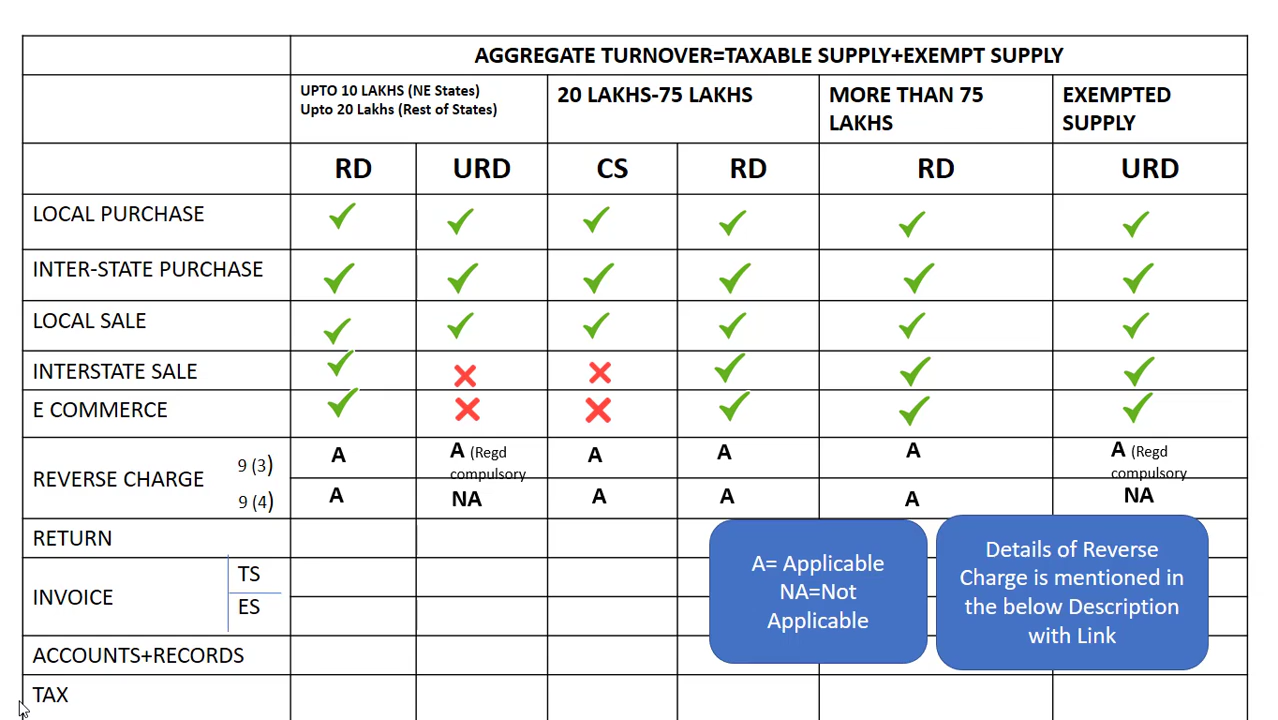 AGGREGATE TURNOVER=TAXABLE SUPPLY+EXEMPT SUPPLY
UPTO 10 LAKHS (NE States)
Upto 20 Lakhs (Rest of States)
20 LAKHS-75 LAKHS
MORE THAN 75
LAKHS
EXEMPTED
SUPPLY
RD URD CS RD RD URD
LOCAL PURCHASE
INTER-STATE PURCHASE
LOCAL SALE
INTERSTATE SALE
E COMMERCE
REVERSE CHARGE
9 (3) A A (Regd compulsory A A A A (Regd compulsory
9 (4) A NA A A A NA
RETURN
INVOICE
TS
ES
ACCOUNTS+RECORDS
TAX
A= Applicable
NA=Not
Applicable
Details of Reverse
Charge is mentioned in
the below Description
with Link